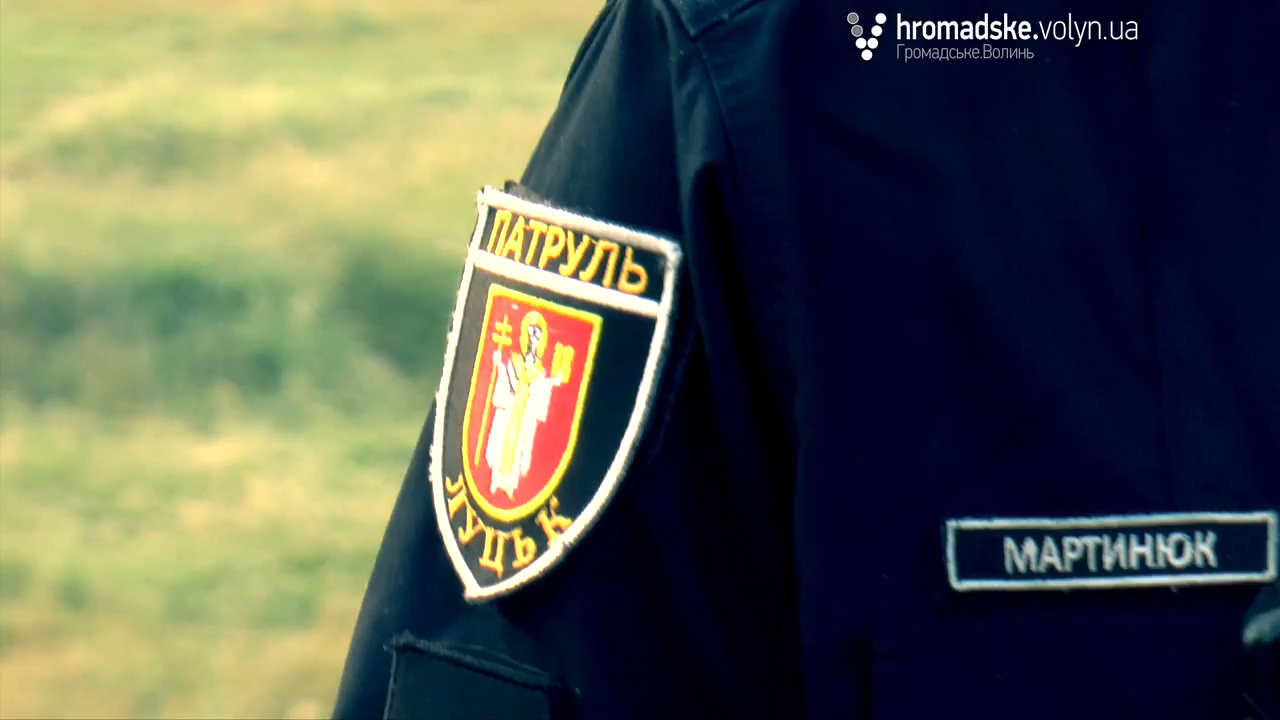 hromadske.volyn.ua
Громадське.Волинь
ПАТРУЛЬ
ЛУЦЬК
МАРТИНЮК